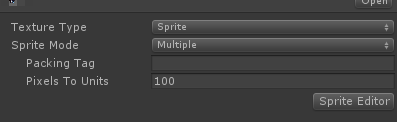 Open
Texture Type Sprite
Sprite Mode Multiple
Packing Tag
Pixels To Units 100
Sprite Editor